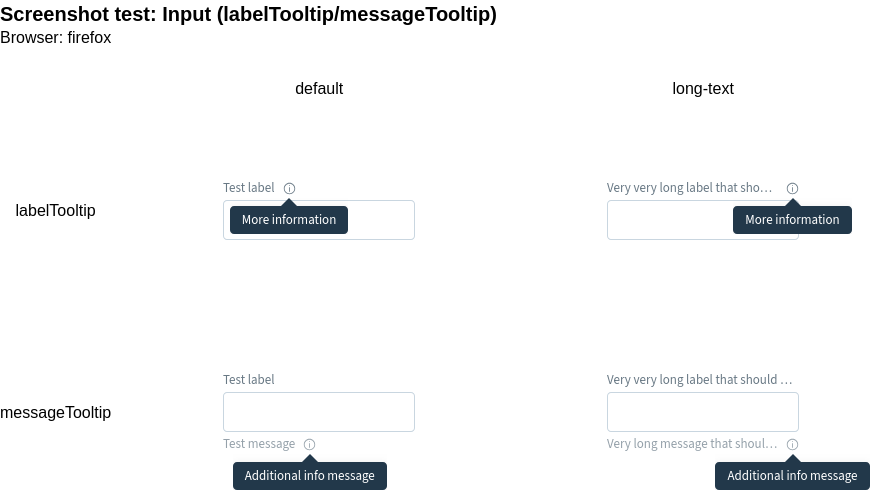 Screenshot test: Input (labelTooltip/messageTooltip)
Browser: firefox
default
long-text
Test label
Very very long label that sho…
labelTooltip
More information
More information
Test label
Very very long label that should …
messageTooltip
Test message
Very long message that shoul…
Additional info message
Additional info message